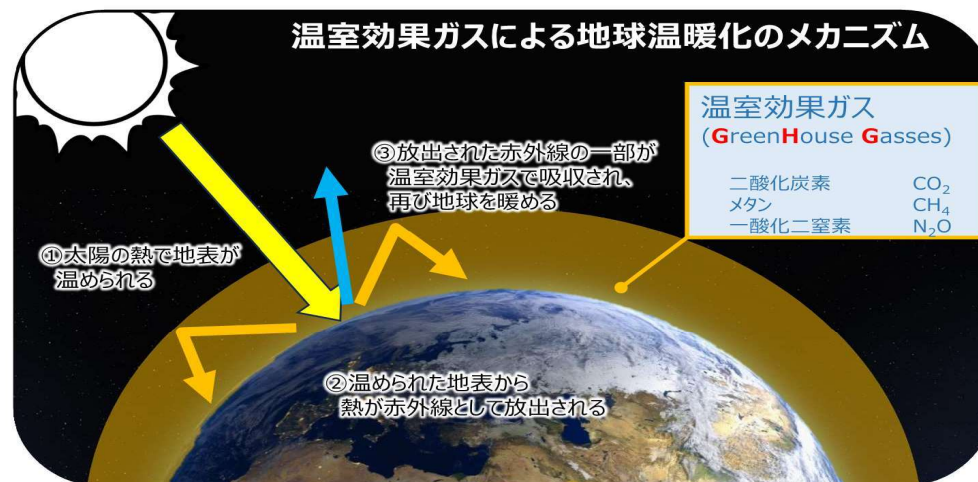 温室効果ガスによる地球温暖化のメカニズム
温室効果ガス
(GreenHouse Gasses)
二酸化炭素 CO₂
メタン CH₄
一酸化二窒素 N₂O
③放出された赤外線の一部が
温室効果ガスで吸収され、
再び地球を暖める
①太陽の熱で地表が
温められる
②温められた地表から
熱が赤外線として放出される